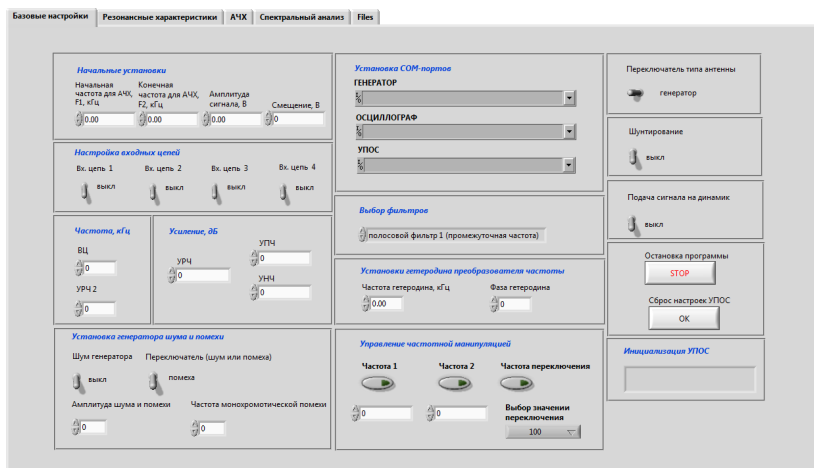 Базовые настройки Резонансные характеристики АЧХ Спектральный анализ Files
Начальные установки
Начальная частота для АЧХ, F1, кГц
0.00
Конечная частота для АЧХ, F2, кГц
0.00
Амплитуда сигнала, В
0.00
Смещение, В
0
Настройка входных цепей
Вх. цепь 1
выкл
Вх. цепь 2
выкл
Вх. цепь 3
выкл
Вх. цепь 4
выкл
Частота, кГц
ВЦ
0
УРЧ 2
0
Усиление, дБ
УРЧ
0
УПЧ
0
УНЧ
0
Установка генератора шума и помехи
Шум генератора
выкл
Переключатель (шум или помеха)
помеха
Амплитуда шума и помехи
0
Частота монохромотической помехи
0
Установка COM-портов
ГЕНЕРАТОР
ОСЦИЛЛОГРАФ
УПОС
Выбор фильтров
полосовой фильтр 1 (промежуточная частота)
Установки гетеродина преобразователя частоты
Частота гетеродина, кГц
0.00
Фаза гетеродина
0
Управление частотной манипуляцией
Частота 1
0
Частота 2
0
Частота переключения
Выбор значении
переключения
100
Переключатель типа антенны
генератор
Шунтирование
выкл
Подача сигнала на динамик
выкл
Остановка программы
STOP
Сброс настроек УПОС
OK
Инициализация УПОС